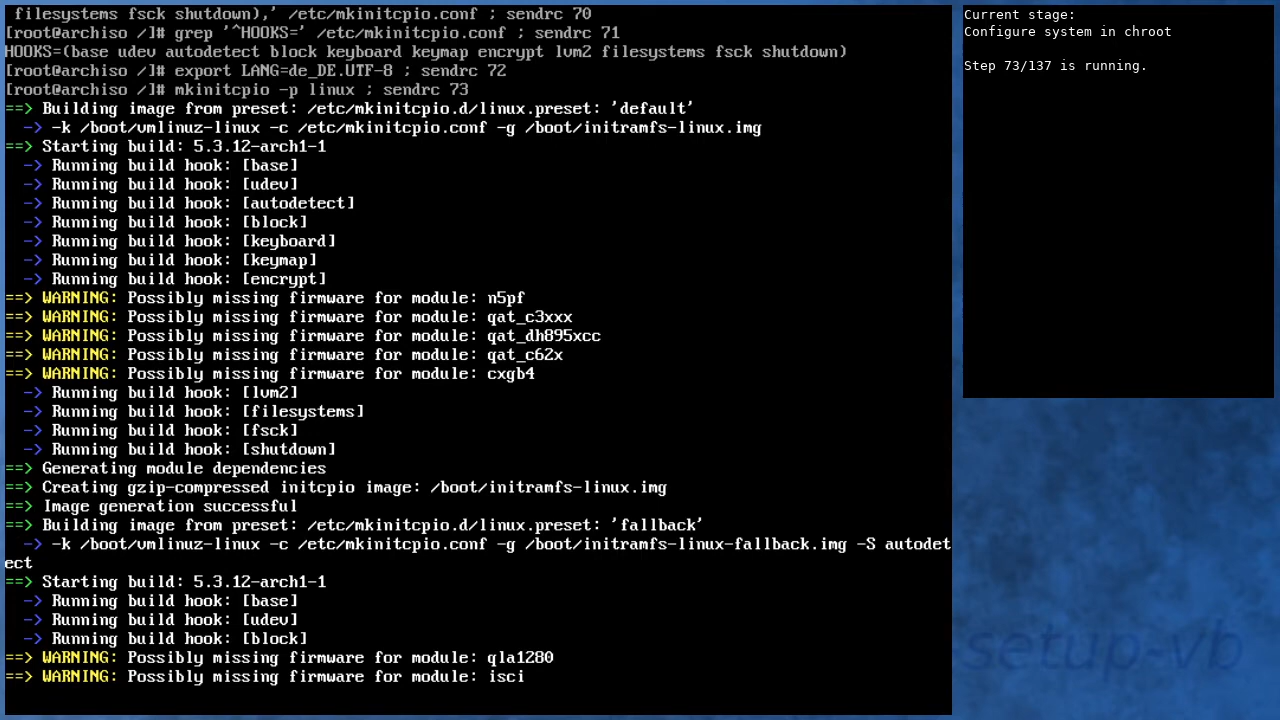 filesystems fsck shutdown),' /etc/mkinitcpio.conf ; sendrc 70
[root@archiso /]# grep '^HOOKS=' /etc/mkinitcpio.conf ; sendrc 71
HOOKS=(base udev autodetect block keyboard keymap encrypt lvm2 filesystems fsck shutdown)
[root@archiso /]# export LANG=de_DE.UTF-8 ; sendrc 72
[root@archiso /]# mkinitcpio -p linux ; sendrc 73
==> Building image from preset: /etc/mkinitcpio.d/linux.preset: 'default'
  -> -k /boot/vmlinuz-linux -c /etc/mkinitcpio.conf -g /boot/initramfs-linux.img
==> Starting build: 5.3.12-arch1-1
  -> Running build hook: [base]
  -> Running build hook: [udev]
  -> Running build hook: [autodetect]
  -> Running build hook: [block]
  -> Running build hook: [keyboard]
  -> Running build hook: [keymap]
  -> Running build hook: [encrypt]
==> WARNING: Possibly missing firmware for module: n5pf
==> WARNING: Possibly missing firmware for module: qat_c3xxx
==> WARNING: Possibly missing firmware for module: qat_dh895xcc
==> WARNING: Possibly missing firmware for module: qat_c62x
==> WARNING: Possibly missing firmware for module: cxgb4
  -> Running build hook: [lvm2]
  -> Running build hook: [filesystems]
  -> Running build hook: [fsck]
  -> Running build hook: [shutdown]
==> Generating module dependencies
==> Creating gzip-compressed initcpio image: /boot/initramfs-linux.img
==> Image generation successful
==> Building image from preset: /etc/mkinitcpio.d/linux.preset: 'fallback'
  -> -k /boot/vmlinuz-linux -c /etc/mkinitcpio.conf -g /boot/initramfs-linux-fallback.img -S autodet
ect
==> Starting build: 5.3.12-arch1-1
  -> Running build hook: [base]
  -> Running build hook: [udev]
  -> Running build hook: [block]
==> WARNING: Possibly missing firmware for module: qla1280
==> WARNING: Possibly missing firmware for module: isci
Current stage:
Configure system in chroot
Step 73/137 is running.
setup-vb